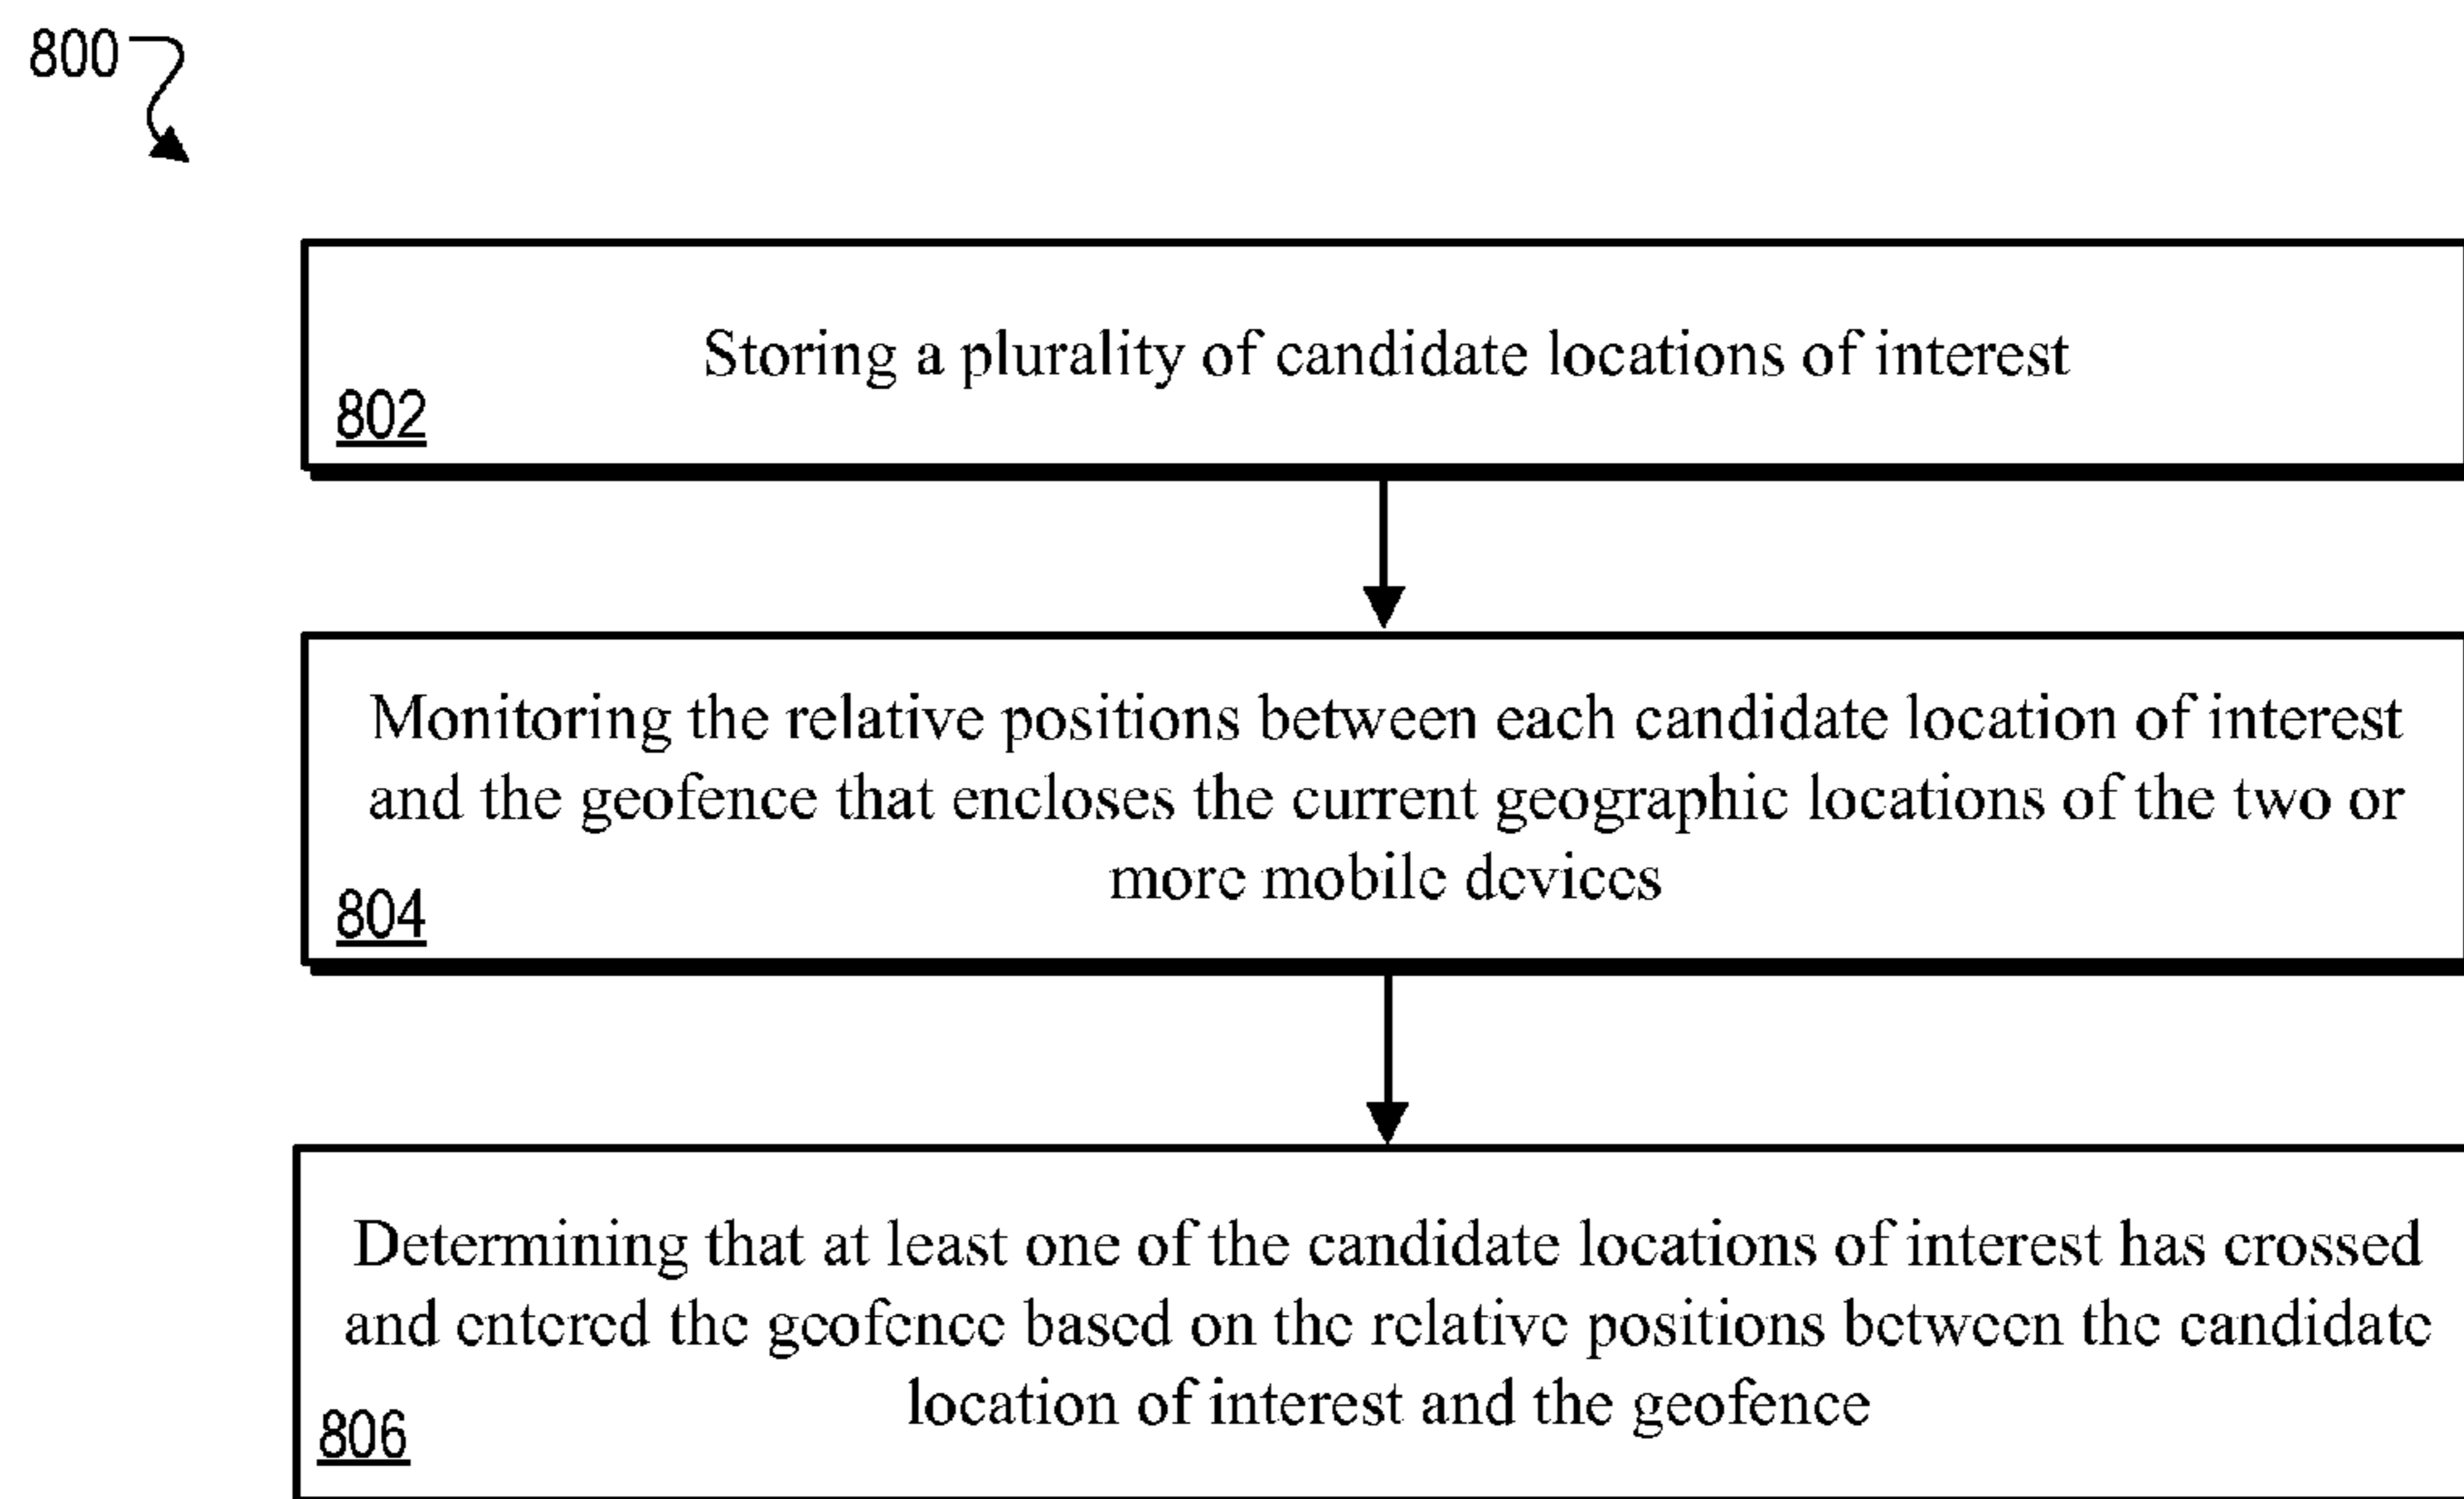 800
Storing a plurality of candidate locations of interest
802
Monitoring the relative positions between each candidate location of interest
and the geofence that encloses the current geographic locations of the two or
more mobile devices
804
Determining that at least one of the candidate locations of interest has crossed
and entered the geofence based on the relative positions between the candidate
location of interest and the geofence
806